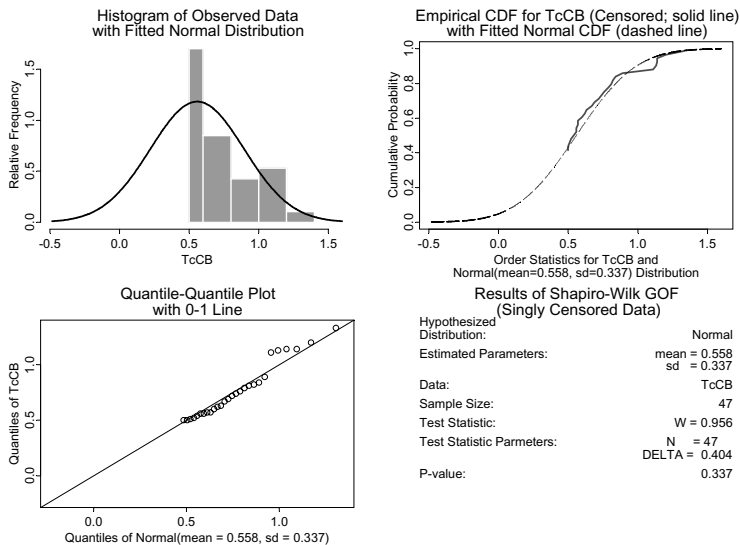 Histogram of Observed Data
with Fitted Normal Distribution
Relative Frequency
0.0
0.5
1.0
1.5
-0.5
0.0
0.5
1.0
1.5
TcCB
Empirical CDF for TcCB (Censored; solid line)
with Fitted Normal CDF (dashed line)
Cumulative Probability
0.0
0.2
0.4
0.6
0.8
1.0
-0.5
0.0
0.5
1.0
1.5
Order Statistics for TcCB and
Normal(mean=0.558, sd=0.337) Distribution
Quantile-Quantile Plot
with 0-1 Line
Quantiles of TcCB
0.0
0.5
1.0
0.0
0.5
1.0
Quantiles of Normal(mean = 0.558, sd = 0.337)
Results of Shapiro-Wilk GOF
(Singly Censored Data)
Hypothesized
Distribution: Normal
Estimated Parameters: mean = 0.558
sd = 0.337
Data: TcCB
Sample Size: 47
Test Statistic: W = 0.956
Test Statistic Parmeters: N = 47
DELTA = 0.404
P-value: 0.337